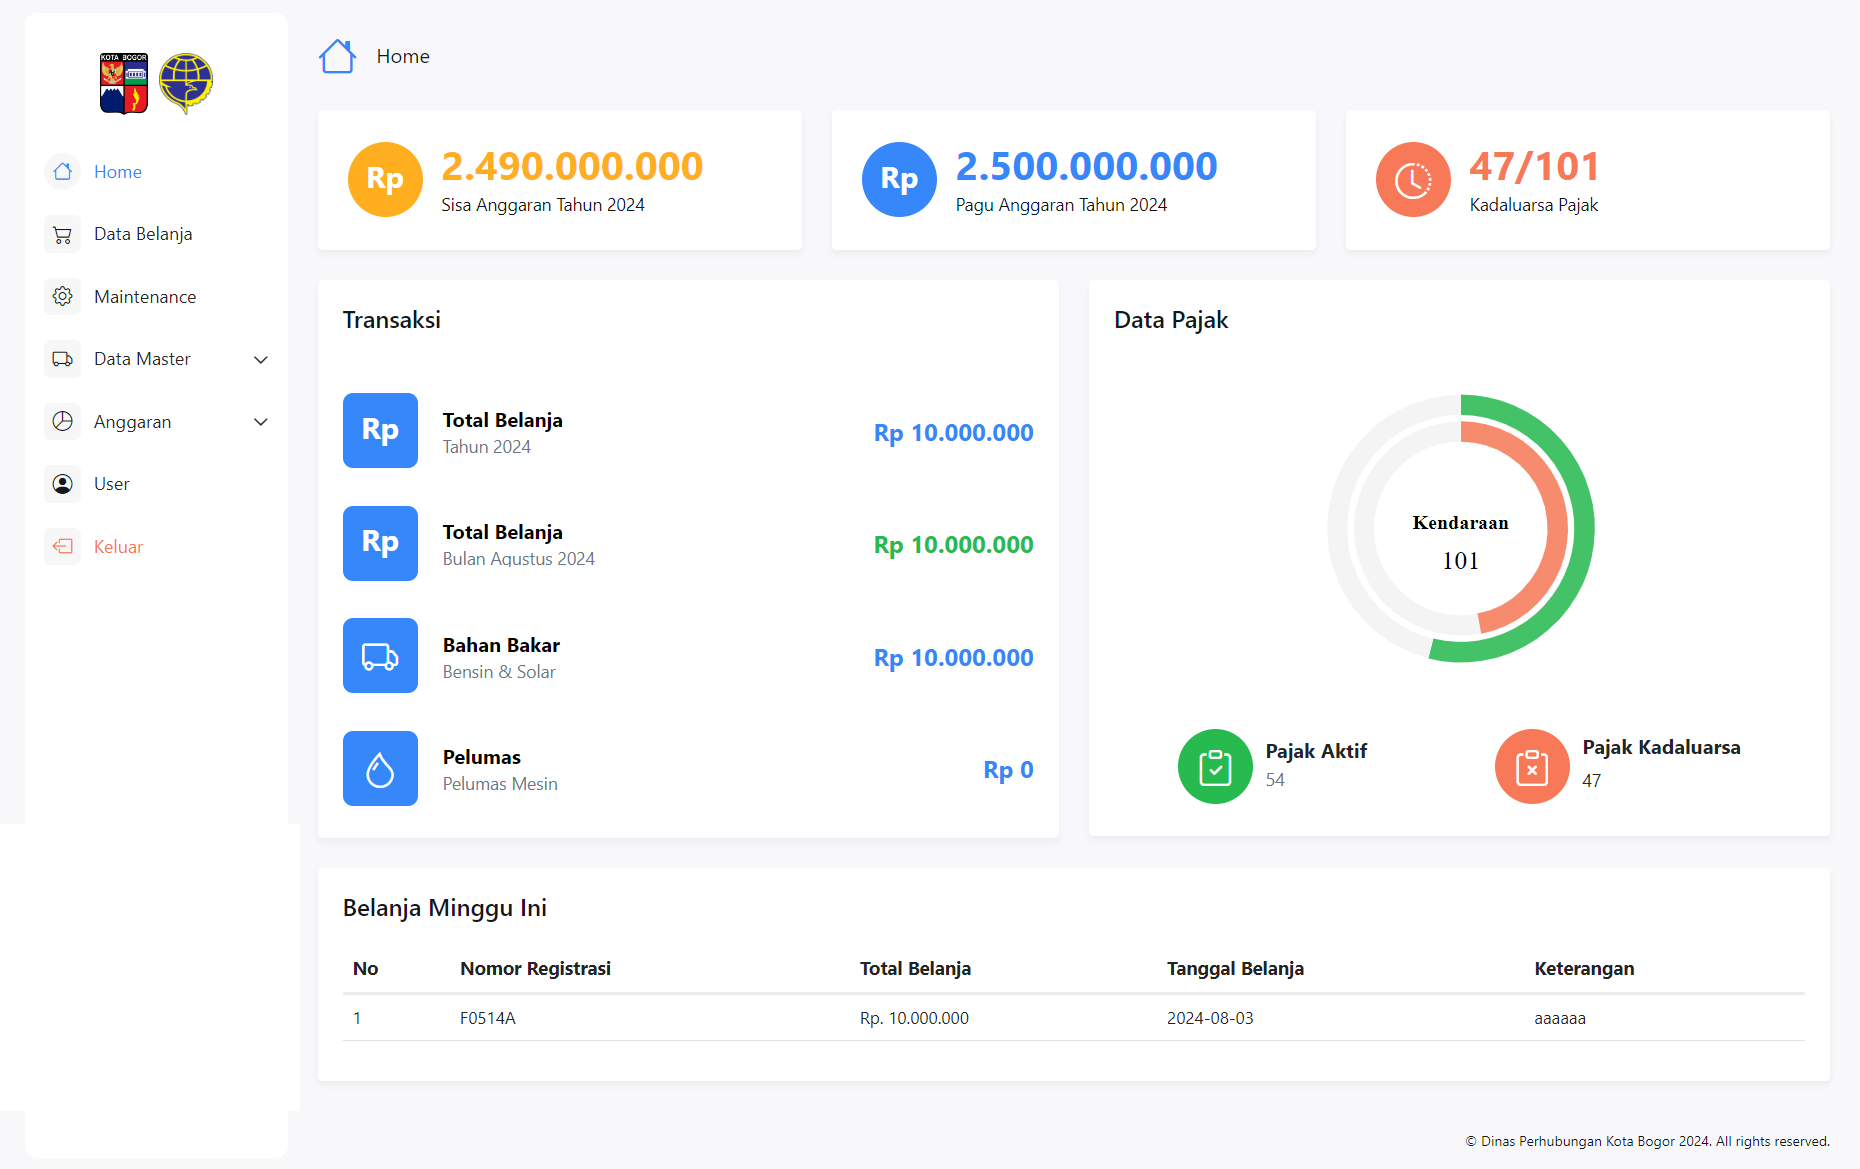 KOTA BOGOR
Home
Data Belanja
Maintenance
Data Master
Anggaran
User
Keluar
Home
Rp
2.490.000.000
Sisa Anggaran Tahun 2024
Rp
2.500.000.000
Pagu Anggaran Tahun 2024
47/101
Kadaluarsa Pajak
Transaksi
Rp
Total Belanja
Tahun 2024
Rp 10.000.000
Rp
Total Belanja
Bulan Agustus 2024
Rp 10.000.000
Bahan Bakar
Bensin & Solar
Rp 10.000.000
Pelumas
Pelumas Mesin
Rp 0
Data Pajak
Kendaraan
101
Pajak Aktif
54
Pajak Kadaluarsa
47
Belanja Minggu Ini
No Nomor Registrasi Total Belanja Tanggal Belanja Keterangan
1 F0514A Rp. 10.000.000 2024-08-03 aaaaaa
© Dinas Perhubungan Kota Bogor 2024. All rights reserved.